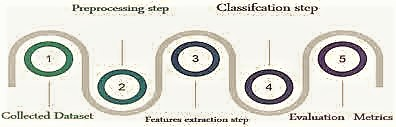 Preprocessing step
Classifcation step
1
2
3
4
5
Collected Dataset
Features extraction step
Evaluation Metrics